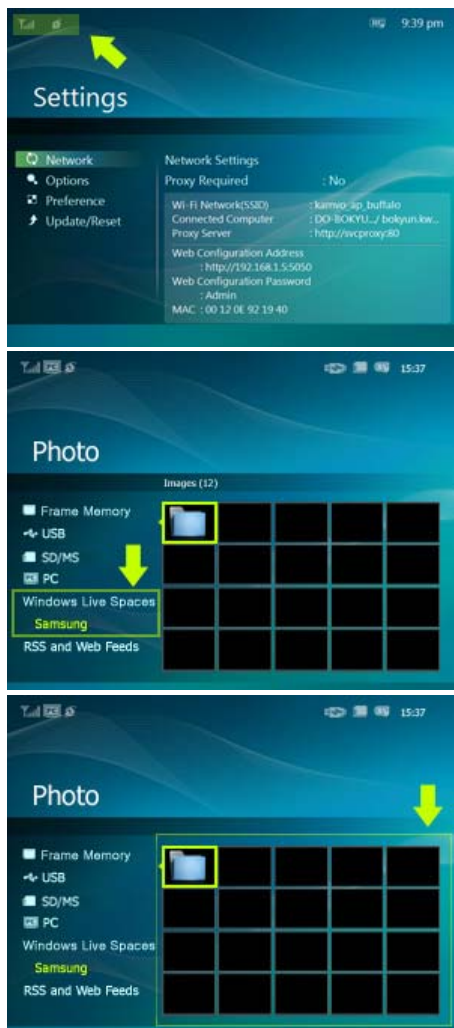 9:39 pm
Settings
Network
Options
Preference
Update/Reset
Network Settings
Proxy Required : No
Wi-Fi Network(SSID) : kamvo_ap_buffalo
Connected Computer : DO-BOKYU.../ bokyun.kw...
Proxy Server : http://svcproxy:80
Web Configuration Address
: http://192.168.1.5:5050
Web Configuration Password
: Admin
MAC : 00 12 0E 92 19 40
15:37
Photo
Images (12)
Frame Memory
USB
SD/MS
PC
Windows Live Spaces
Samsung
RSS and Web Feeds
15:37
Photo
Frame Memory
USB
SD/MS
PC
Windows Live Spaces
Samsung
RSS and Web Feeds